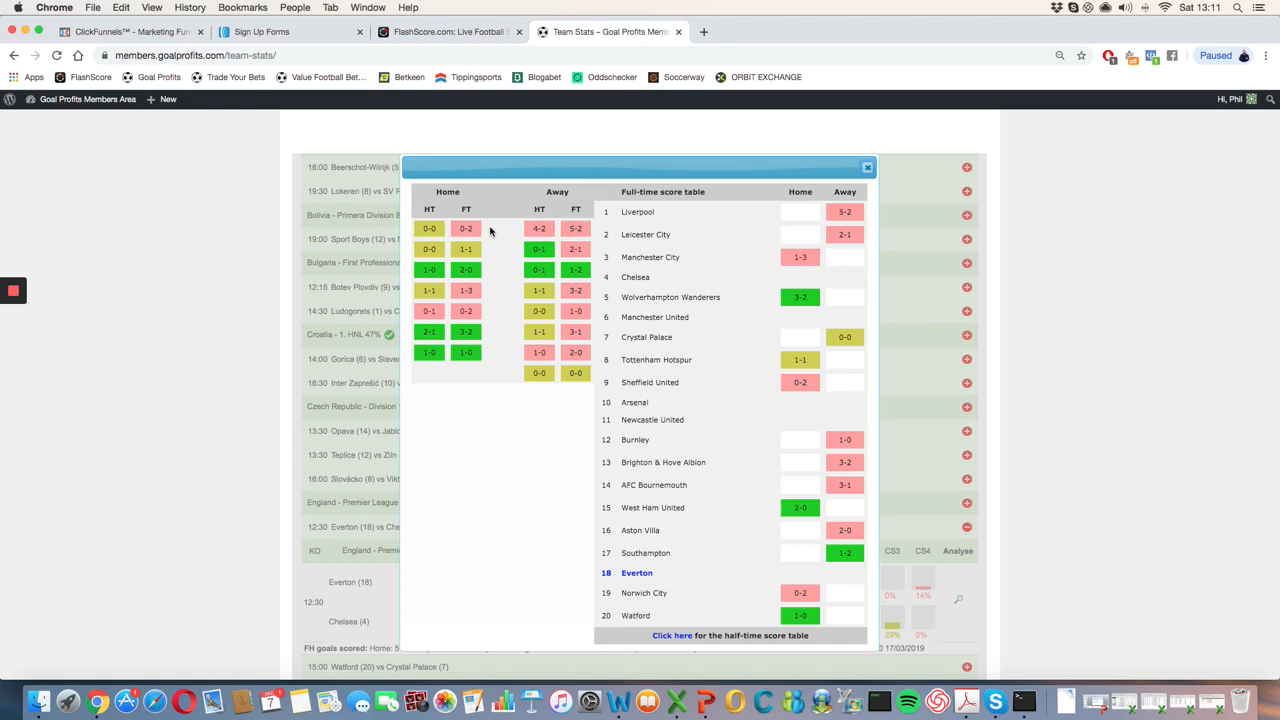 Chrome File Edit View History Bookmarks People Tab Window Help Sat 13:11
ClickFunnels™ - Marketing Fun Sign Up Forms FlashScore.com: Live Football S Team Stats – Goal Profits Mem
members.goalprofits.com/team-stats/ Paused
Apps FlashScore Goal Profits Trade Your Bets Value Football Bet... Betkeen Tippingsports Blogabet Oddschecker Soccerway ORBIT EXCHANGE
Goal Profits Members Area New Hi, Phil
16:00 Beerschot-Wilrijk (5
19:30 Lokeren (8) vs SV R
Bolivia - Primera Division B
19:00 Sport Boys (12) vs
Bulgaria - First Professiona
12:15 Botev Plovdiv (9) vs
14:30 Ludogorets (1) vs C
Croatia - 1. HNL 47%
14:00 Gorica (6) vs Slaver
16:30 Inter Zaprešić (10) v
Czech Republic - Division
13:30 Opava (14) vs Jablo
13:30 Teplice (12) vs Zlín
16:00 Slovácko (8) vs Vikt
England - Premier League
12:30 Everton (18) vs Che
KO England - Premie CS3 CS4 Analyse
Everton (18) 0% 14%
12:30
Chelsea (4) 29% 0%
FH goals scored: Home: 5 0 17/03/2019
15:00 Watford (20) vs Crystal Palace (7)
Home Away
HT FT HT FT
0-0 0-2 4-2 5-2
0-0 1-1 0-1 2-1
1-0 2-0 0-1 1-2
1-1 1-3 1-1 3-2
0-1 0-2 0-0 1-0
2-1 3-2 1-1 3-1
1-0 1-0 1-0 2-0
0-0 0-0
Full-time score table Home Away
1 Liverpool 5-2
2 Leicester City 2-1
3 Manchester City 1-3
4 Chelsea
5 Wolverhampton Wanderers 3-2
6 Manchester United
7 Crystal Palace 0-0
8 Tottenham Hotspur 1-1
9 Sheffield United 0-2
10 Arsenal
11 Newcastle United
12 Burnley 1-0
13 Brighton & Hove Albion 3-2
14 AFC Bournemouth 3-1
15 West Ham United 2-0
16 Aston Villa 2-0
17 Southampton 1-2
18 Everton
19 Norwich City 0-2
20 Watford 1-0
Click here for the half-time score table